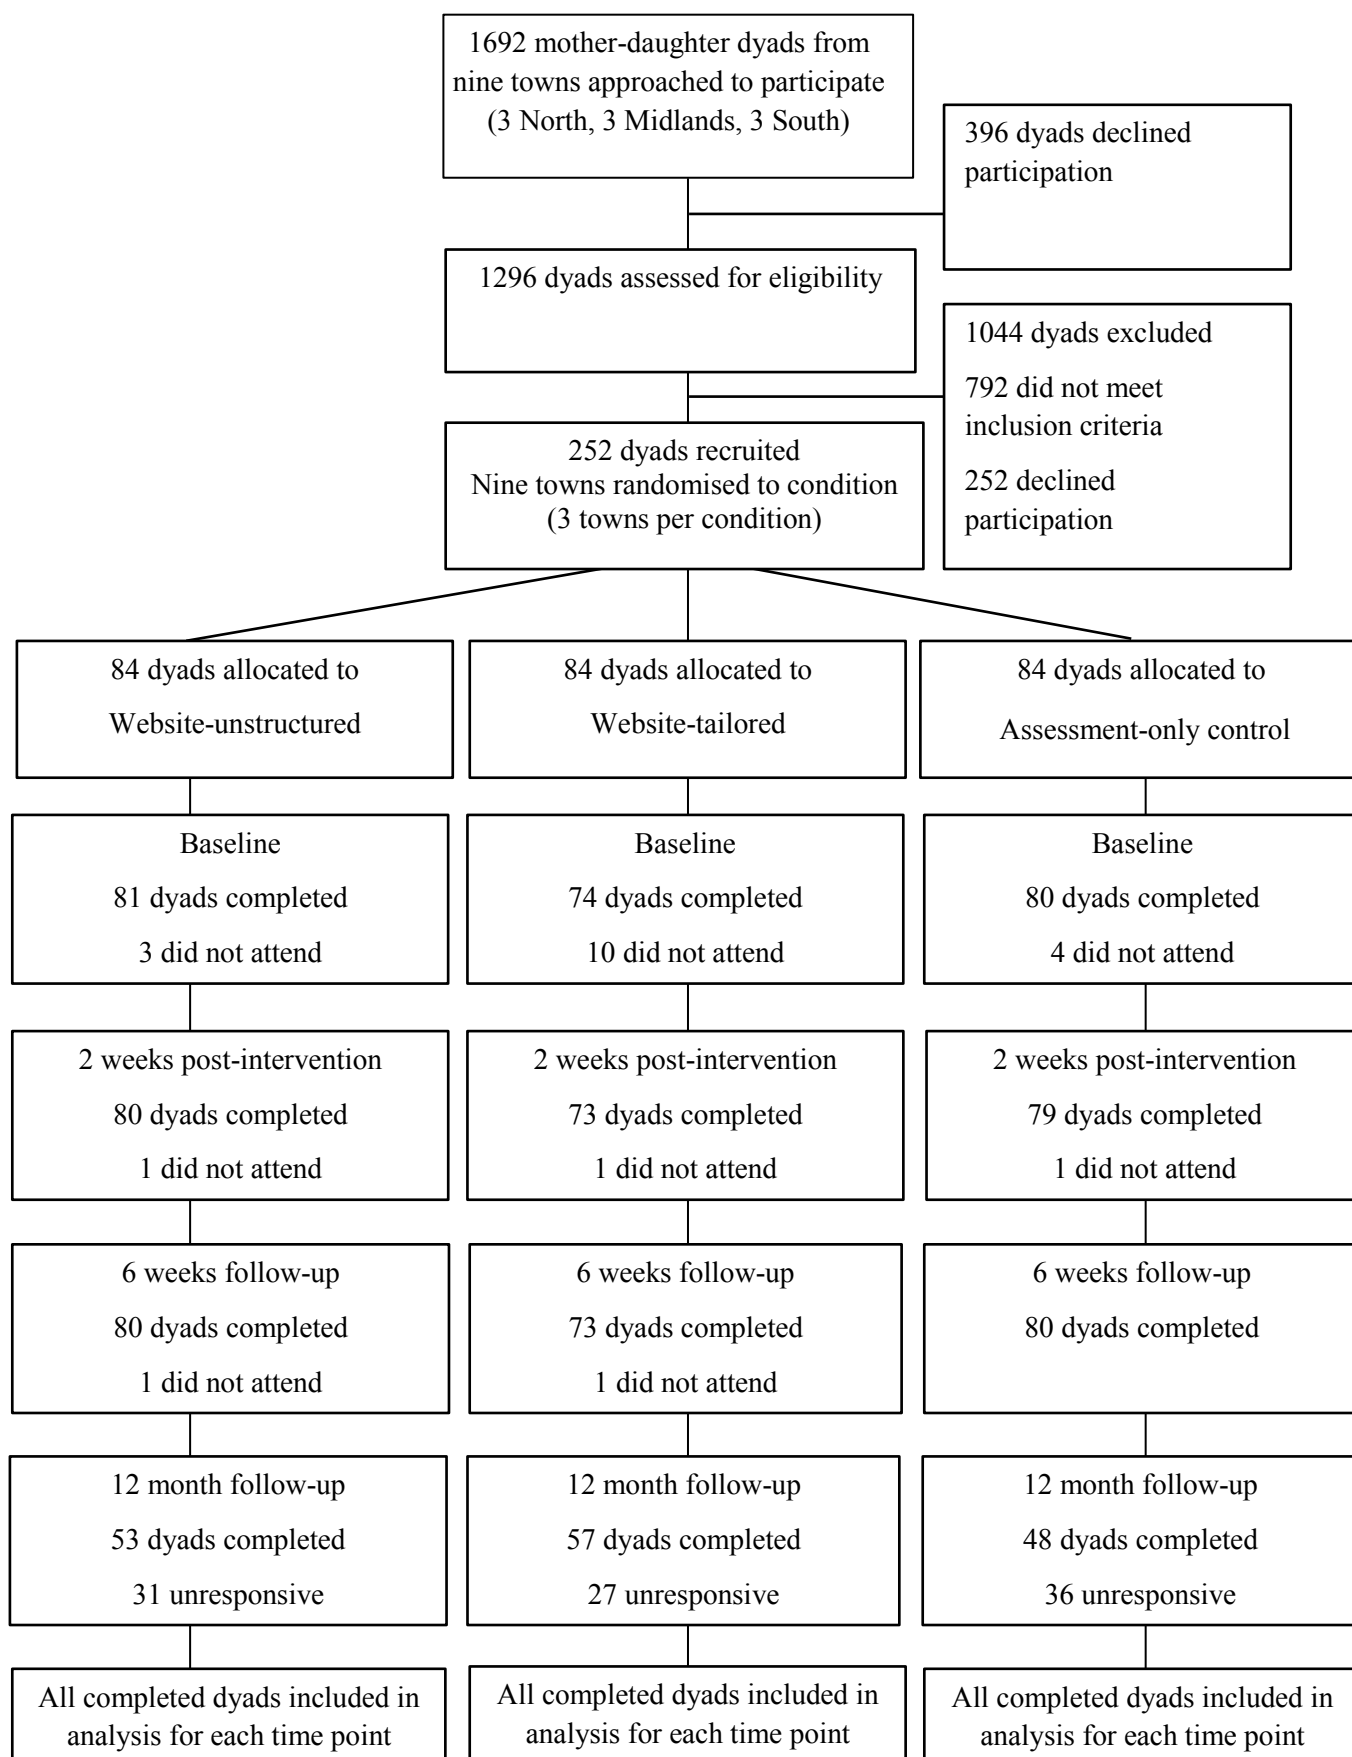 1692 mother-daughter dyads from
nine towns approached to participate
(3 North, 3 Midlands, 3 South)
396 dyads declined
participation
1296 dyads assessed for eligibility
1044 dyads excluded
792 did not meet
inclusion criteria
252 declined
participation
252 dyads recruited
Nine towns randomised to condition
(3 towns per condition)
84 dyads allocated to
Website-unstructured
84 dyads allocated to
Website-tailored
84 dyads allocated to
Assessment-only control
Baseline
81 dyads completed
3 did not attend
Baseline
74 dyads completed
10 did not attend
Baseline
80 dyads completed
4 did not attend
2 weeks post-intervention
80 dyads completed
1 did not attend
2 weeks post-intervention
73 dyads completed
1 did not attend
2 weeks post-intervention
79 dyads completed
1 did not attend
6 weeks follow-up
80 dyads completed
1 did not attend
6 weeks follow-up
73 dyads completed
1 did not attend
6 weeks follow-up
80 dyads completed
12 month follow-up
53 dyads completed
31 unresponsive
12 month follow-up
57 dyads completed
27 unresponsive
12 month follow-up
48 dyads completed
36 unresponsive
All completed dyads included in
analysis for each time point
All completed dyads included in
analysis for each time point
All completed dyads included in
analysis for each time point